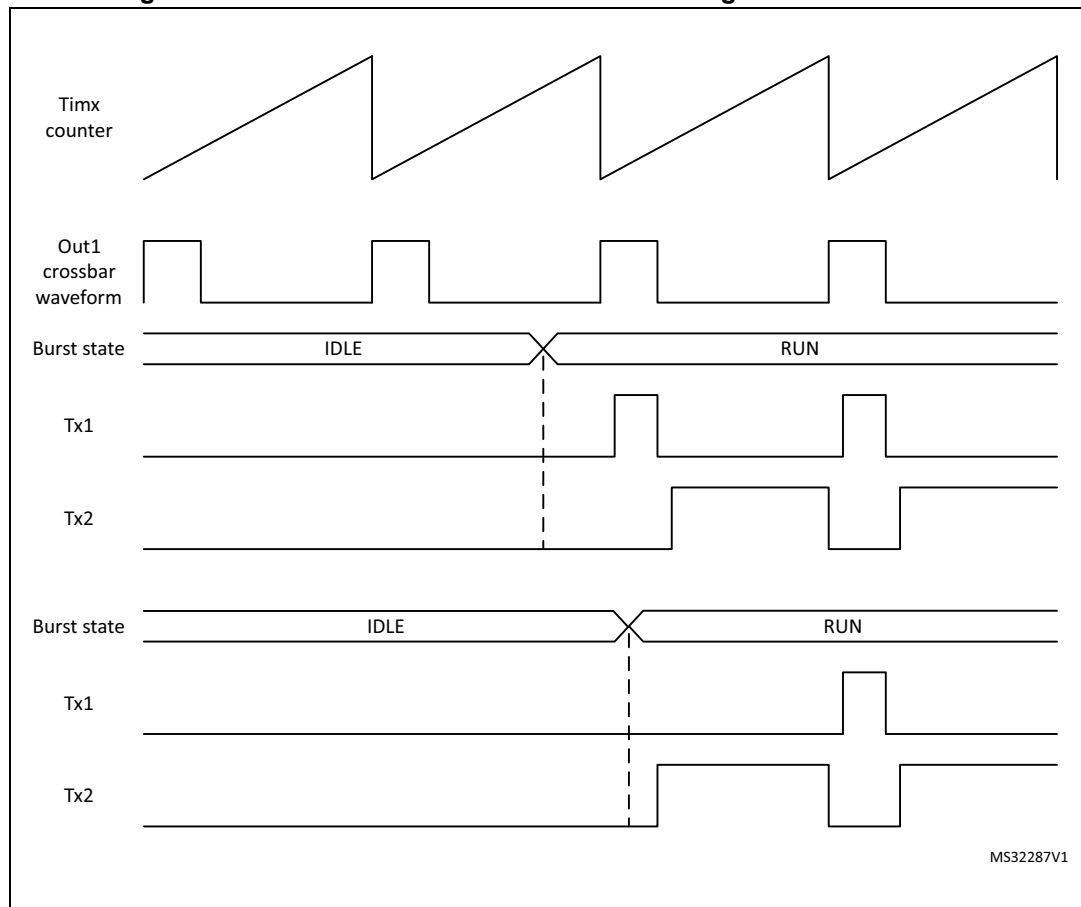 Timx
counter
Out1
crossbar
waveform
Burst state
IDLE
RUN
Tx1
Tx2
Burst state
IDLE
RUN
Tx1
Tx2
MS32287V1